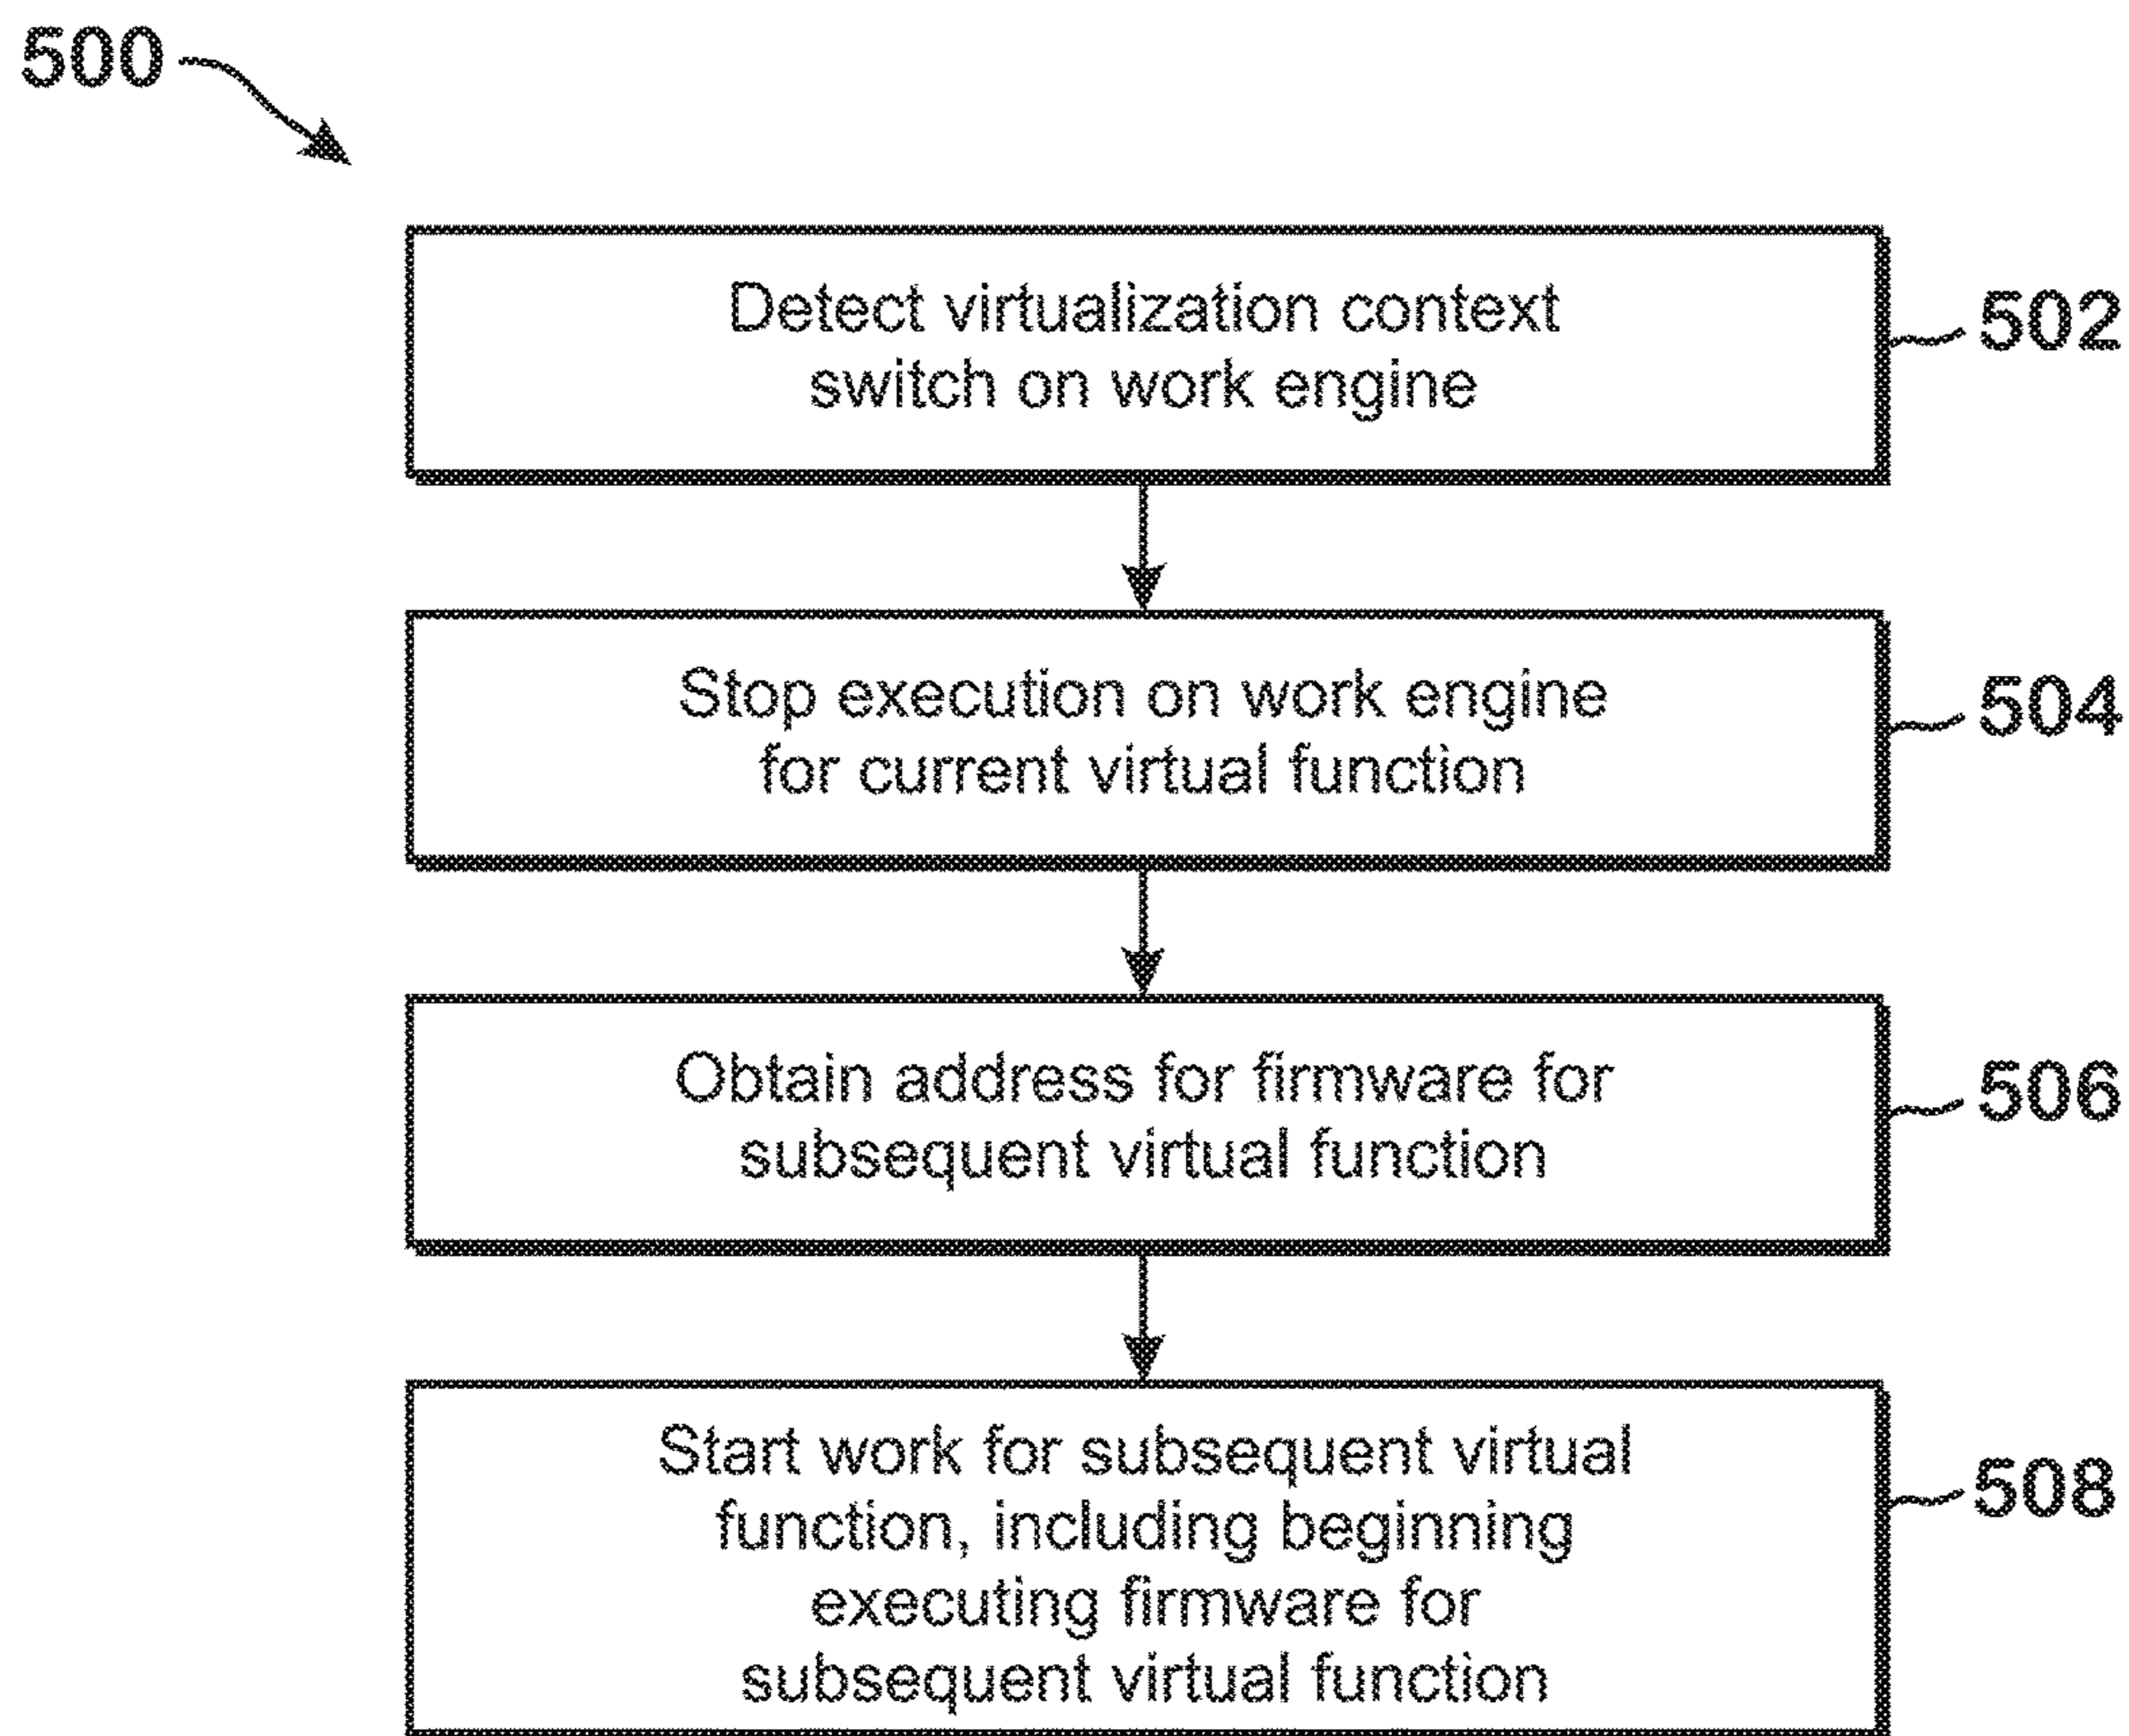 500
Detect virtualization context
switch on work engine
502
Stop execution on work engine
for current virtual function
504
Obtain address for firmware for
subsequent virtual function
506
Start work for subsequent virtual
function, including beginning
executing firmware for
subsequent virtual function
508